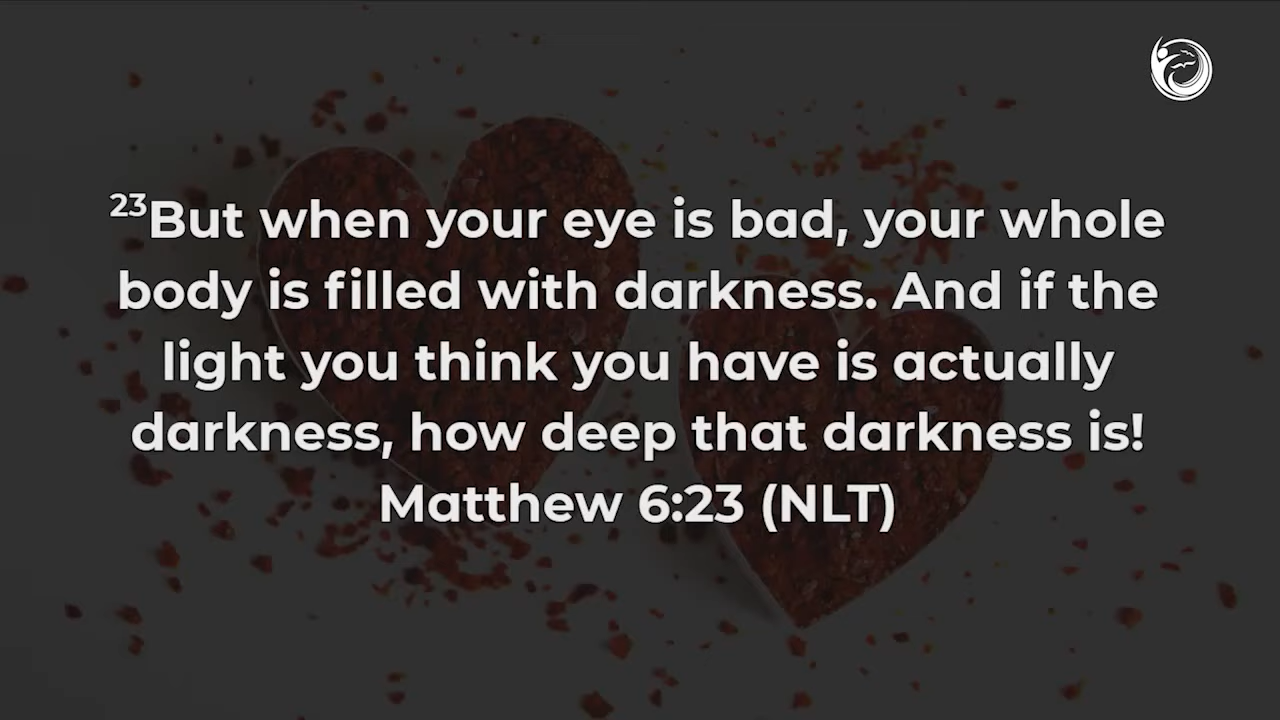 23But when your eye is bad, your whole
body is filled with darkness. And if the
light you think you have is actually
darkness, how deep that darkness is!
Matthew 6:23 (NLT)